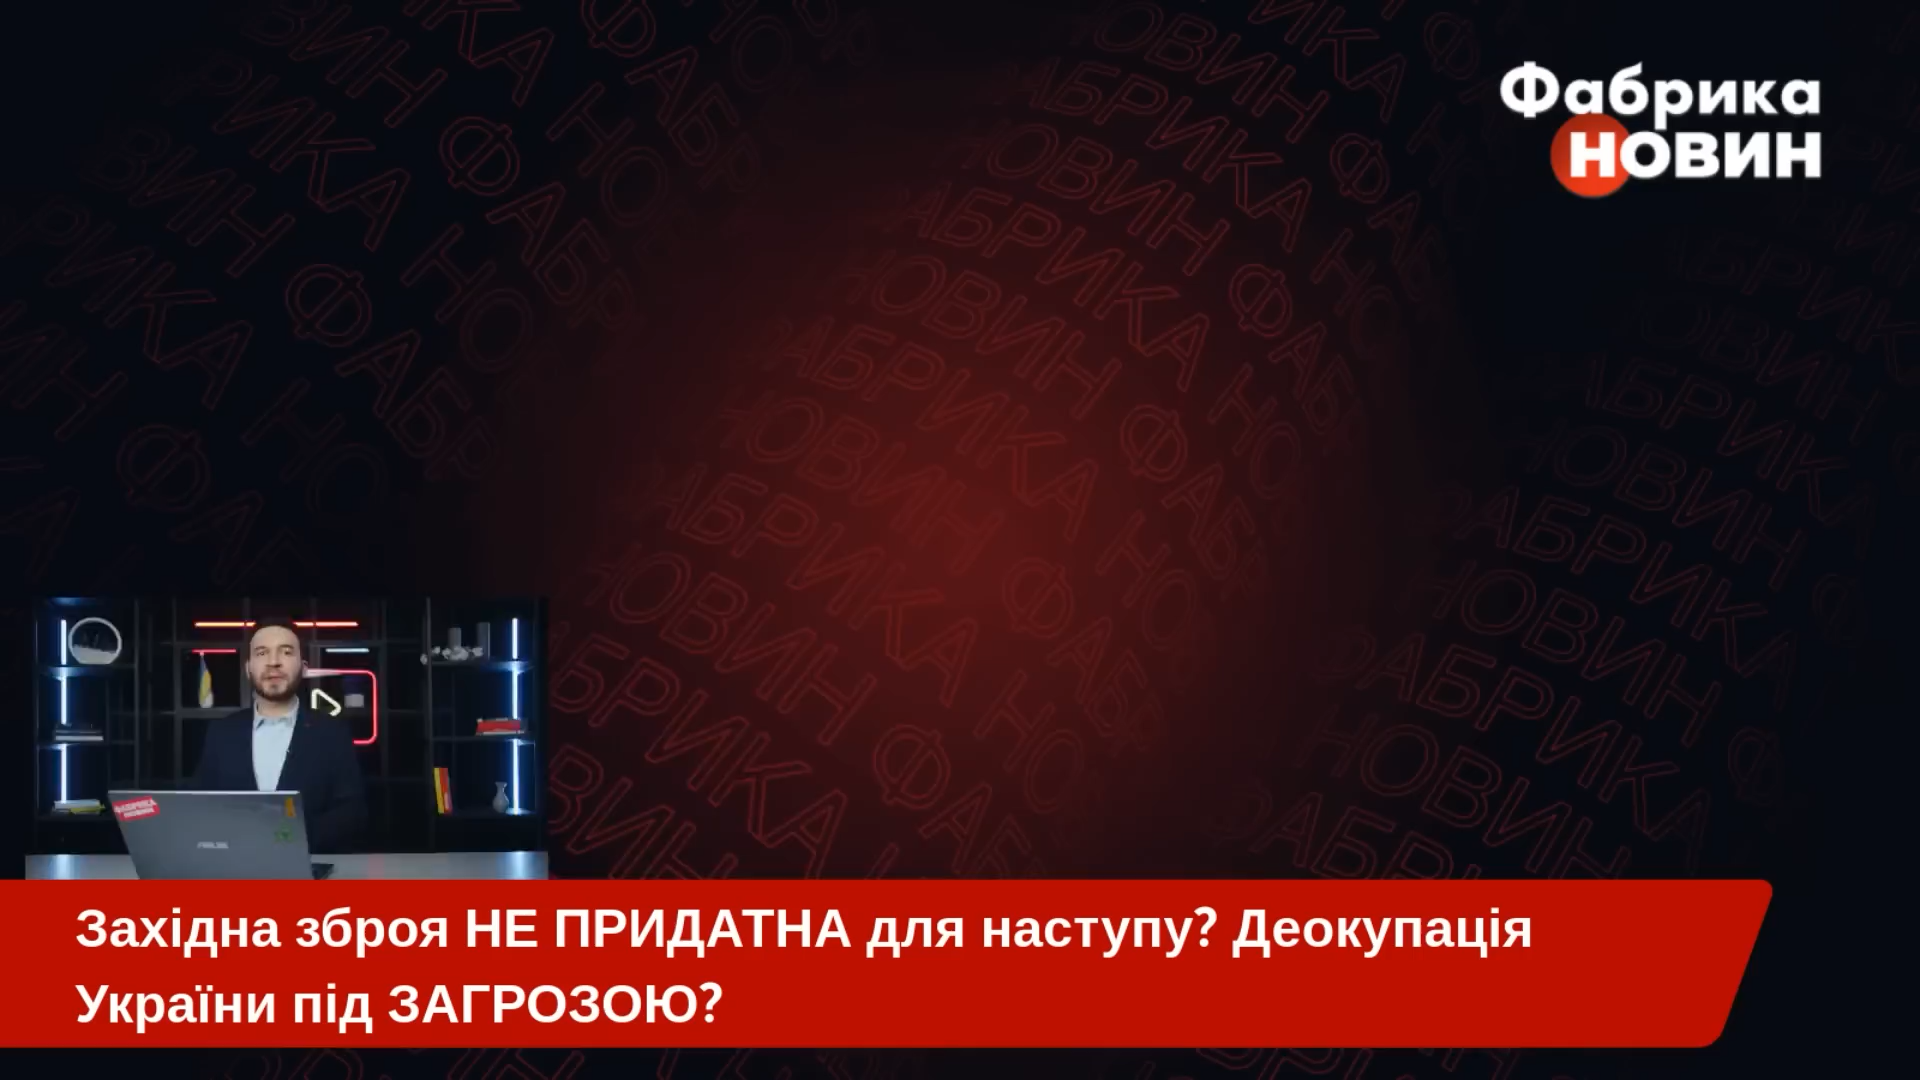 Фабрика
новин
Західна зброя НЕ ПРИДАТНА для наступу? Деокупація
України під ЗАГРОЗОЮ?